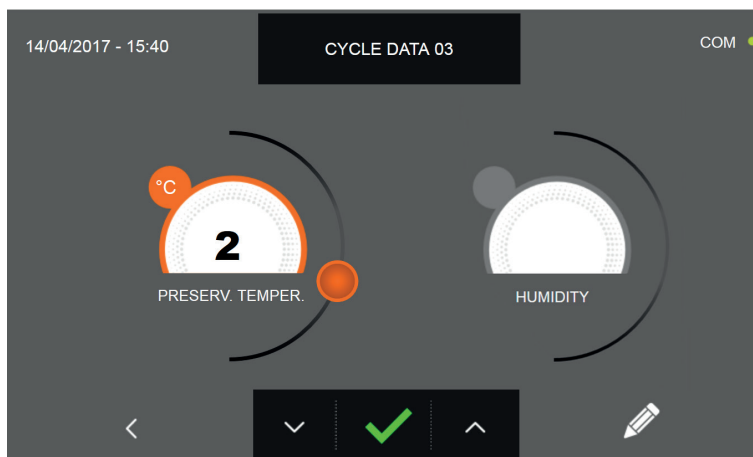 14/04/2017 - 15:40
CYCLE DATA 03
COM
°C
2
PRESERV. TEMPER.
HUMIDITY